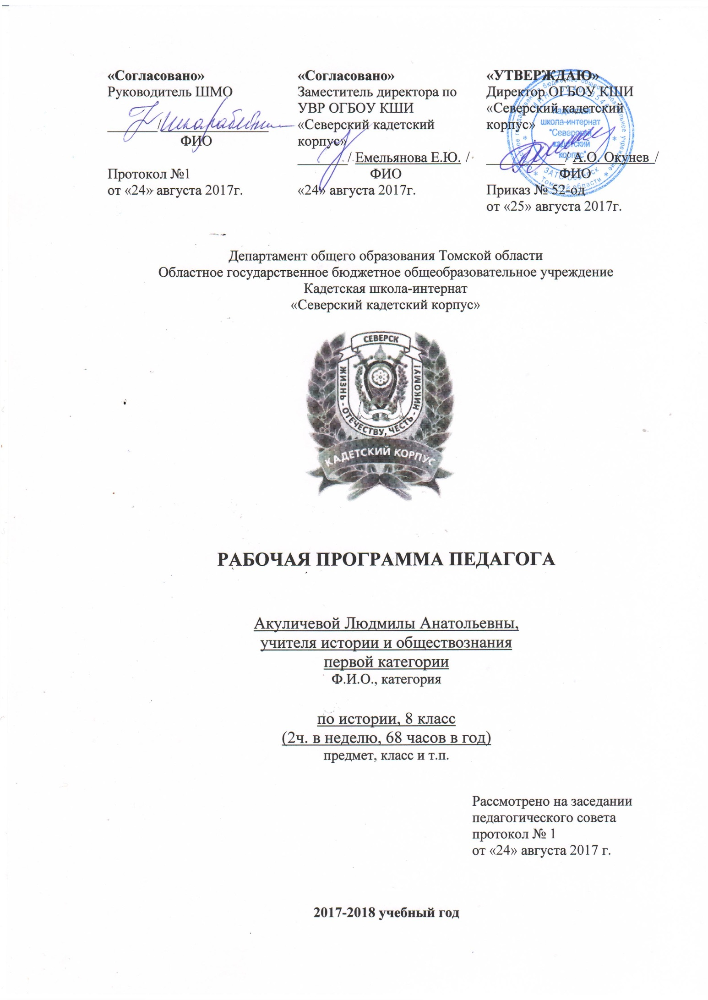 «Согласовано»
Руководитель ШМО
/
ФИО
Протокол №1
от «24» августа 2017г.
«Согласовано»
Заместитель директора по
УВР ОГБОУ КШИ
«Северский кадетский
корпус»
/ Емельянова Е.Ю. /
ФИО
«24» августа 2017г.
«УТВЕРЖДАЮ»
Директор ОГБОУ КШИ
«Северский кадетский
корпус»
/ А.О. Окунев /
ФИО
Приказ № 52-од
от «25» августа 2017г.
Кадетская
школа-интернат
"Северский
кадетский
корпус"
ЗАТО Северск
Томской области
Департамент общего образования Томской области
Областное государственное бюджетное общеобразовательное учреждение
Кадетская школа-интернат
«Северский кадетский корпус»
СЕВЕРСК
ЖИЗНЬ - ОТЕЧЕСТВУ, ЧЕСТЬ - НИКОМУ!
КАДЕТСКИЙ КОРПУС
РАБОЧАЯ ПРОГРАММА ПЕДАГОГА
Акуличевой Людмилы Анатольевны,
учителя истории и обществознания
первой категории
Ф.И.О., категория
по истории, 8 класс
(2ч. в неделю, 68 часов в год)
предмет, класс и т.п.
Рассмотрено на заседании
педагогического совета
протокол № 1
от «24» августа 2017 г.
2017-2018 учебный год